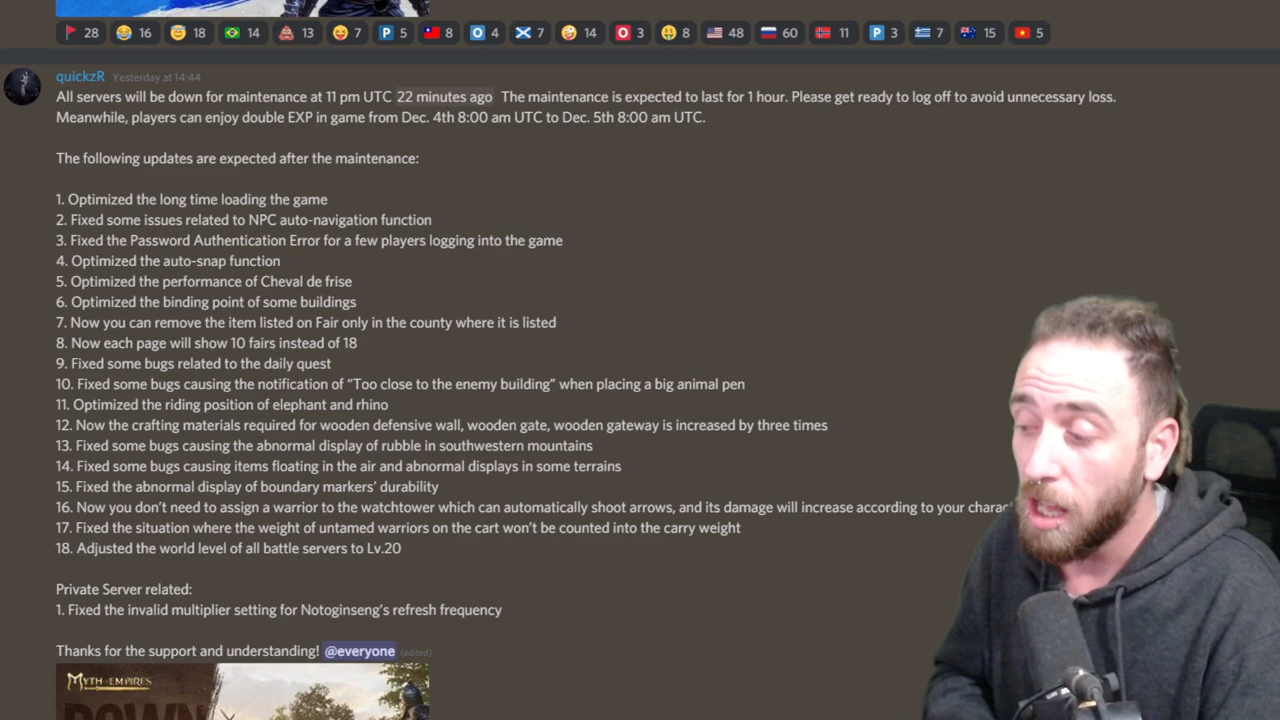 28 16 18 14 13 7 P 5 8 O 4 7 14 O 3 8 48 60 11 P 3 7 15 5
quickzR Yesterday at 14:44
All servers will be down for maintenance at 11 pm UTC 22 minutes ago The maintenance is expected to last for 1 hour. Please get ready to log off to avoid unnecessary loss.
Meanwhile, players can enjoy double EXP in game from Dec. 4th 8:00 am UTC to Dec. 5th 8:00 am UTC.
The following updates are expected after the maintenance:
1. Optimized the long time loading the game
2. Fixed some issues related to NPC auto-navigation function
3. Fixed the Password Authentication Error for a few players logging into the game
4. Optimized the auto-snap function
5. Optimized the performance of Cheval de frise
6. Optimized the binding point of some buildings
7. Now you can remove the item listed on Fair only in the county where it is listed
8. Now each page will show 10 fairs instead of 18
9. Fixed some bugs related to the daily quest
10. Fixed some bugs causing the notification of “Too close to the enemy building” when placing a big animal pen
11. Optimized the riding position of elephant and rhino
12. Now the crafting materials required for wooden defensive wall, wooden gate, wooden gateway is increased by three times
13. Fixed some bugs causing the abnormal display of rubble in southwestern mountains
14. Fixed some bugs causing items floating in the air and abnormal displays in some terrains
15. Fixed the abnormal display of boundary markers’ durability
16. Now you don’t need to assign a warrior to the watchtower which can automatically shoot arrows, and its damage will increase according to your charac
17. Fixed the situation where the weight of untamed warriors on the cart won’t be counted into the carry weight
18. Adjusted the world level of all battle servers to Lv.20
Private Server related:
1. Fixed the invalid multiplier setting for Notoginseng’s refresh frequency
Thanks for the support and understanding! @everyone (edited)
MYTH OF EMPIRES
DOWN